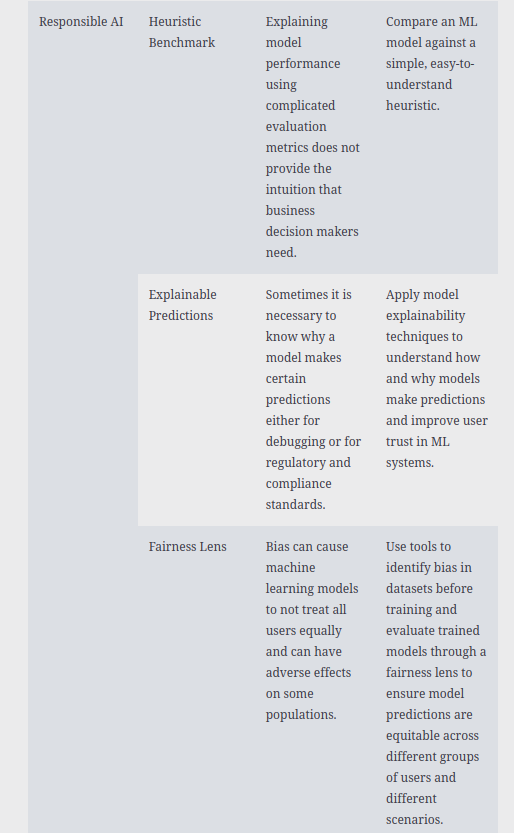 Responsible AI
Heuristic
Benchmark
Explaining
model
performance
using
complicated
evaluation
metrics does not
provide the
intuition that
business
decision makers
need.
Compare an ML
model against a
simple, easy-to-
understand
heuristic.
Explainable
Predictions
Sometimes it is
necessary to
know why a
model makes
certain
predictions
either for
debugging or for
regulatory and
compliance
standards.
Apply model
explainability
techniques to
understand how
and why models
make predictions
and improve user
trust in ML
systems.
Fairness Lens
Bias can cause
machine
learning models
to not treat all
users equally
and can have
adverse effects
on some
populations.
Use tools to
identify bias in
datasets before
training and
evaluate trained
models through a
fairness lens to
ensure model
predictions are
equitable across
different groups
of users and
different
scenarios.